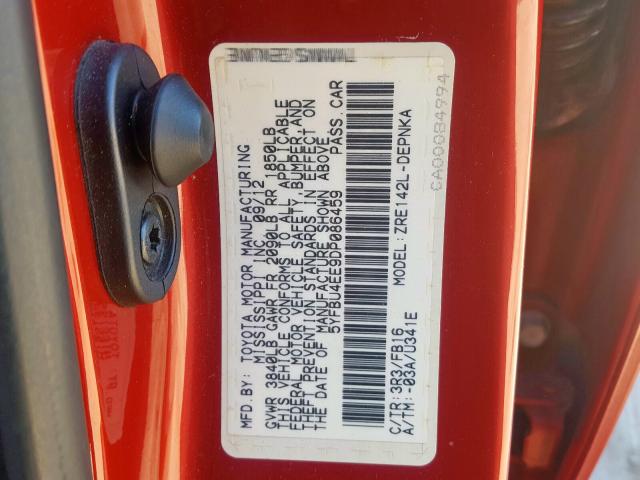 MFD. BY: TOYOTA MOTOR MANUFACTURING
MISSISSIPPI INC. 09/12
GVWR 3840LB GAWR FR 2090LB RR 1850LB
THIS VEHICLE CONFORMS TO ALL APPLICABLE
FEDERAL MOTOR VEHICLE SAFETY, BUMPER, AND
THEFT PREVENTION STANDARDS IN EFFECT ON
THE DATE OF MANUFACTURE SHOWN ABOVE
5YFBU4EE9DP086459 PASS. CAR
C/TR: 3R3/FB16 MODEL: ZRE142L-DEPNKA
A/TM: -03A/U341E
CA000B4994